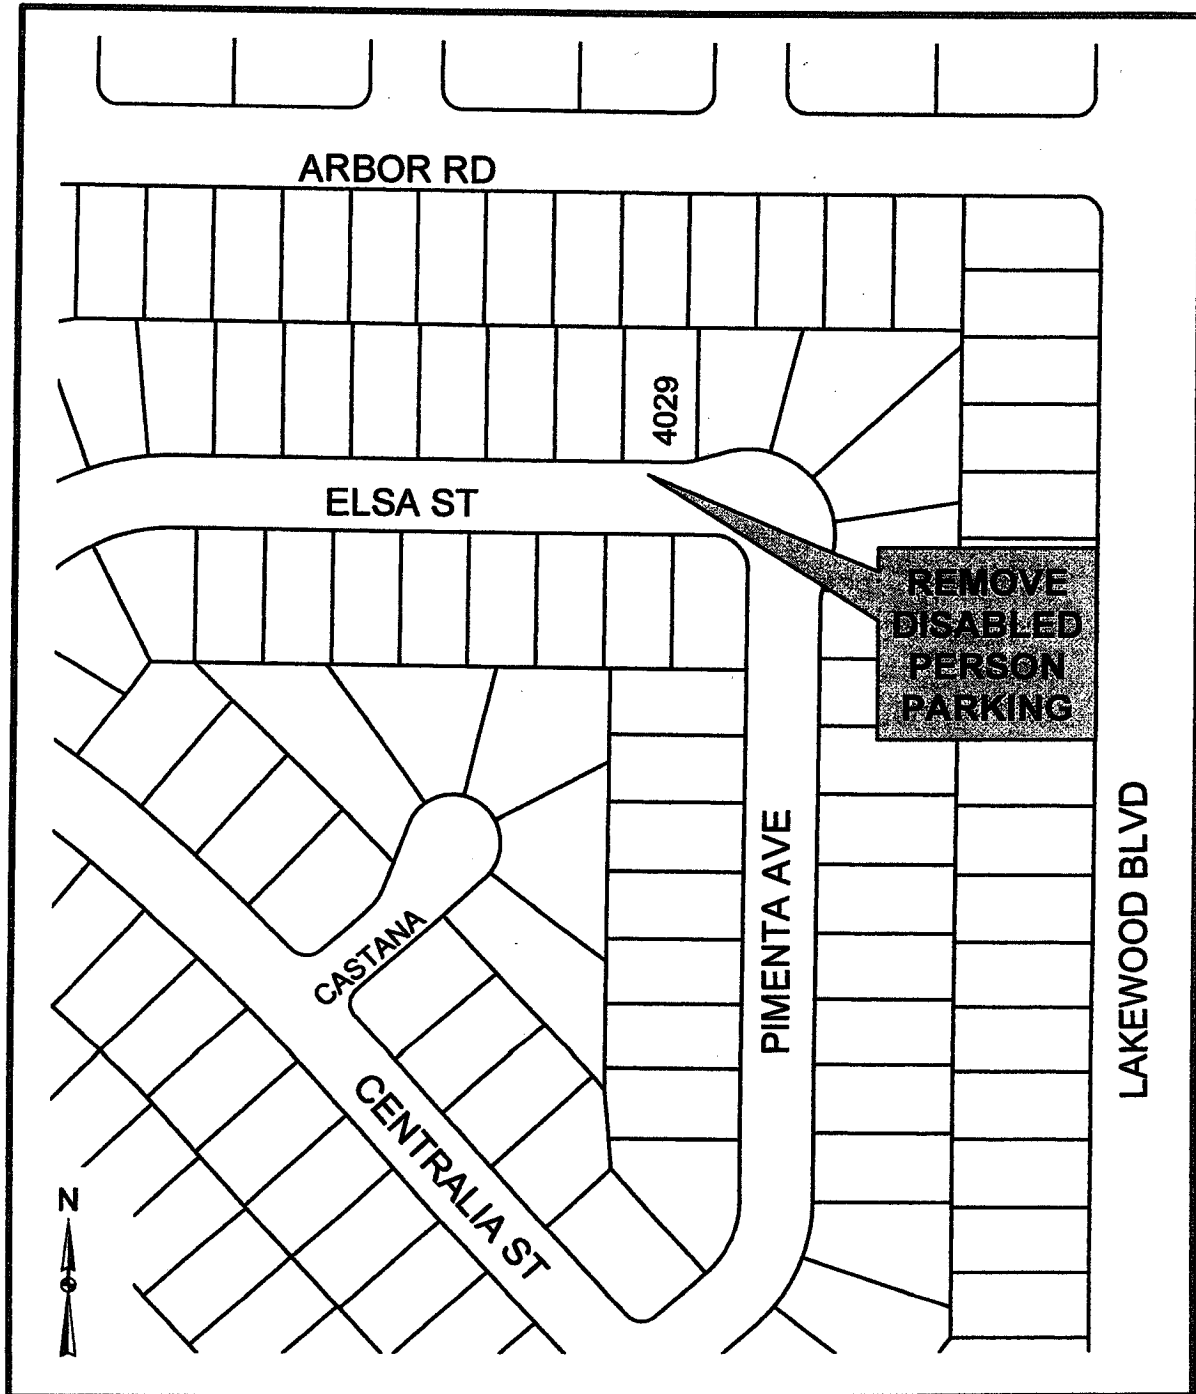 ARBOR RD
4029
ELSA ST
REMOVE
DISABLED
PERSON
PARKING
PIMENTA AVE
LAKEWOOD BLVD
CASTANA
CENTRALIA ST
N